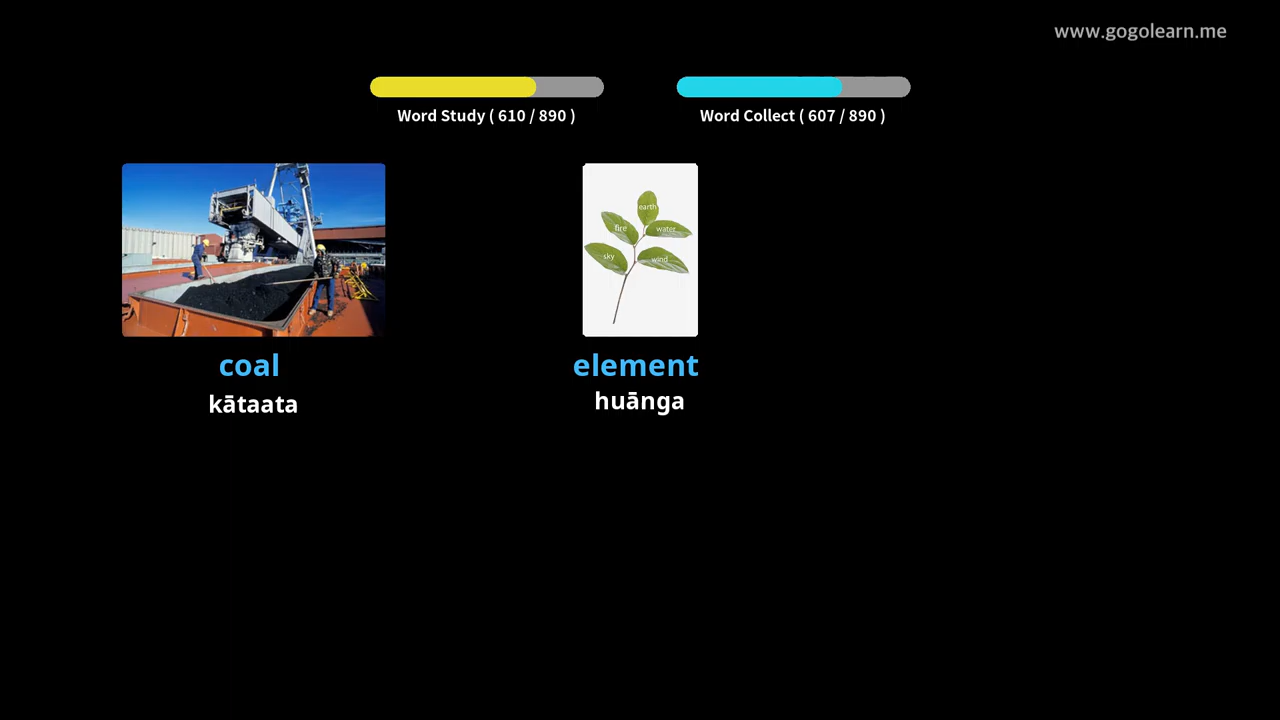 www.gogolearn.me
Word Study ( 610 / 890 )
Word Collect ( 607 / 890 )
earth
fire
water
sky
wind
coal
kātaata
element
huānga